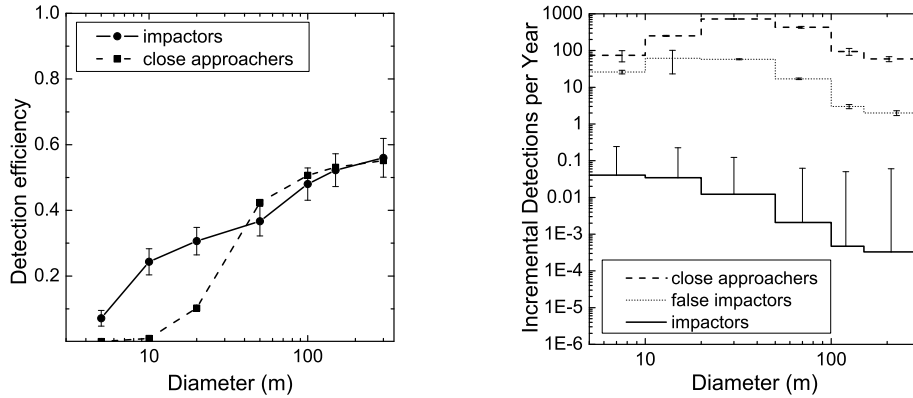 1.0
0.8
0.6
0.4
0.2
Detection efficiency
impactors
close approachers
10
100
Diameter (m)
1000
100
10
1
0.1
0.01
1E-3
1E-4
1E-5
1E-6
Incremental Detections per Year
close approachers
false impactors
impactors
10
100
Diameter (m)